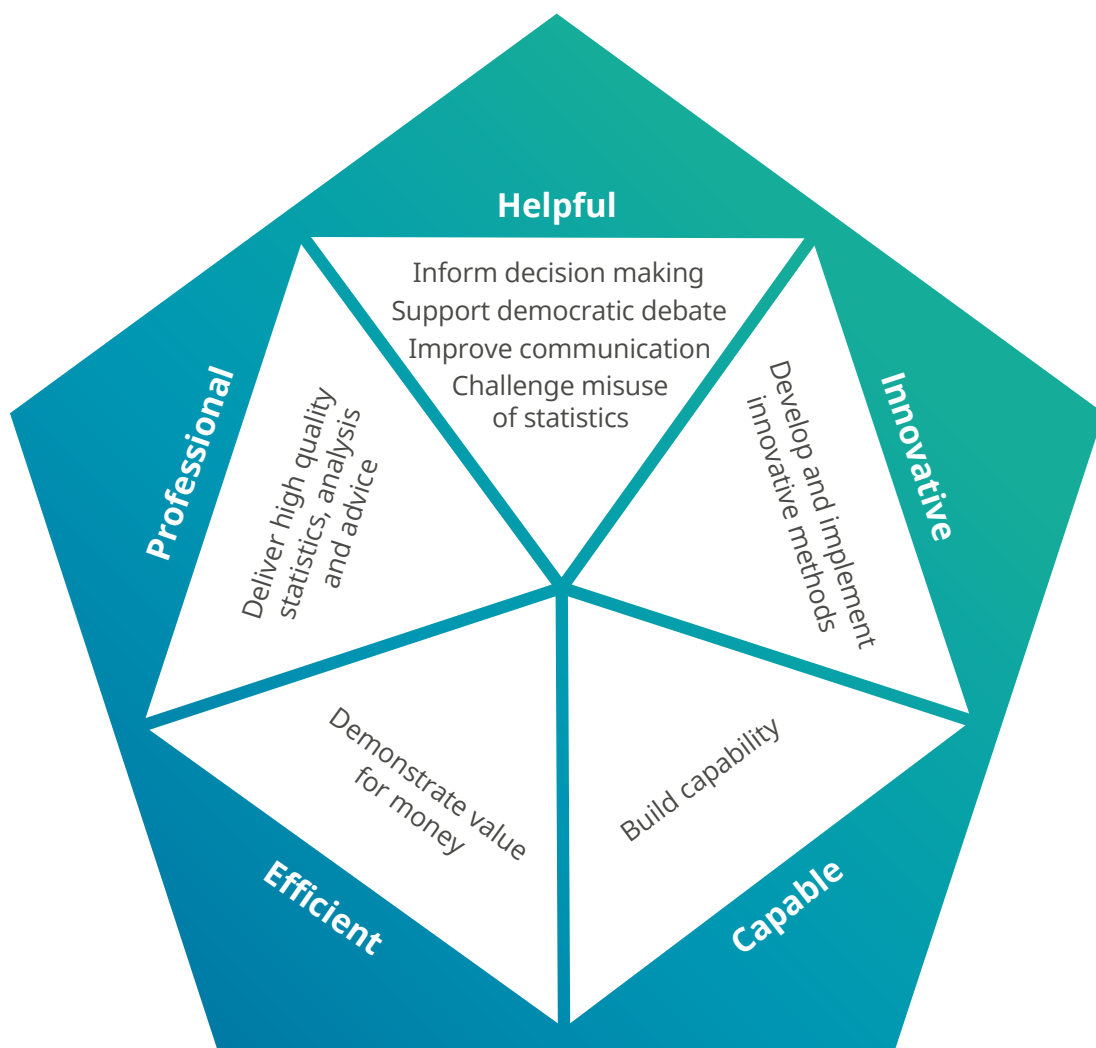 Helpful
Inform decision making
Support democratic debate
Improve communication
Challenge misuse
of statistics
Innovative
Develop and implement
innovative methods
Capable
Build capability
Efficient
Demonstrate value
for money
Professional
Deliver high quality
statistics, analysis
and advice